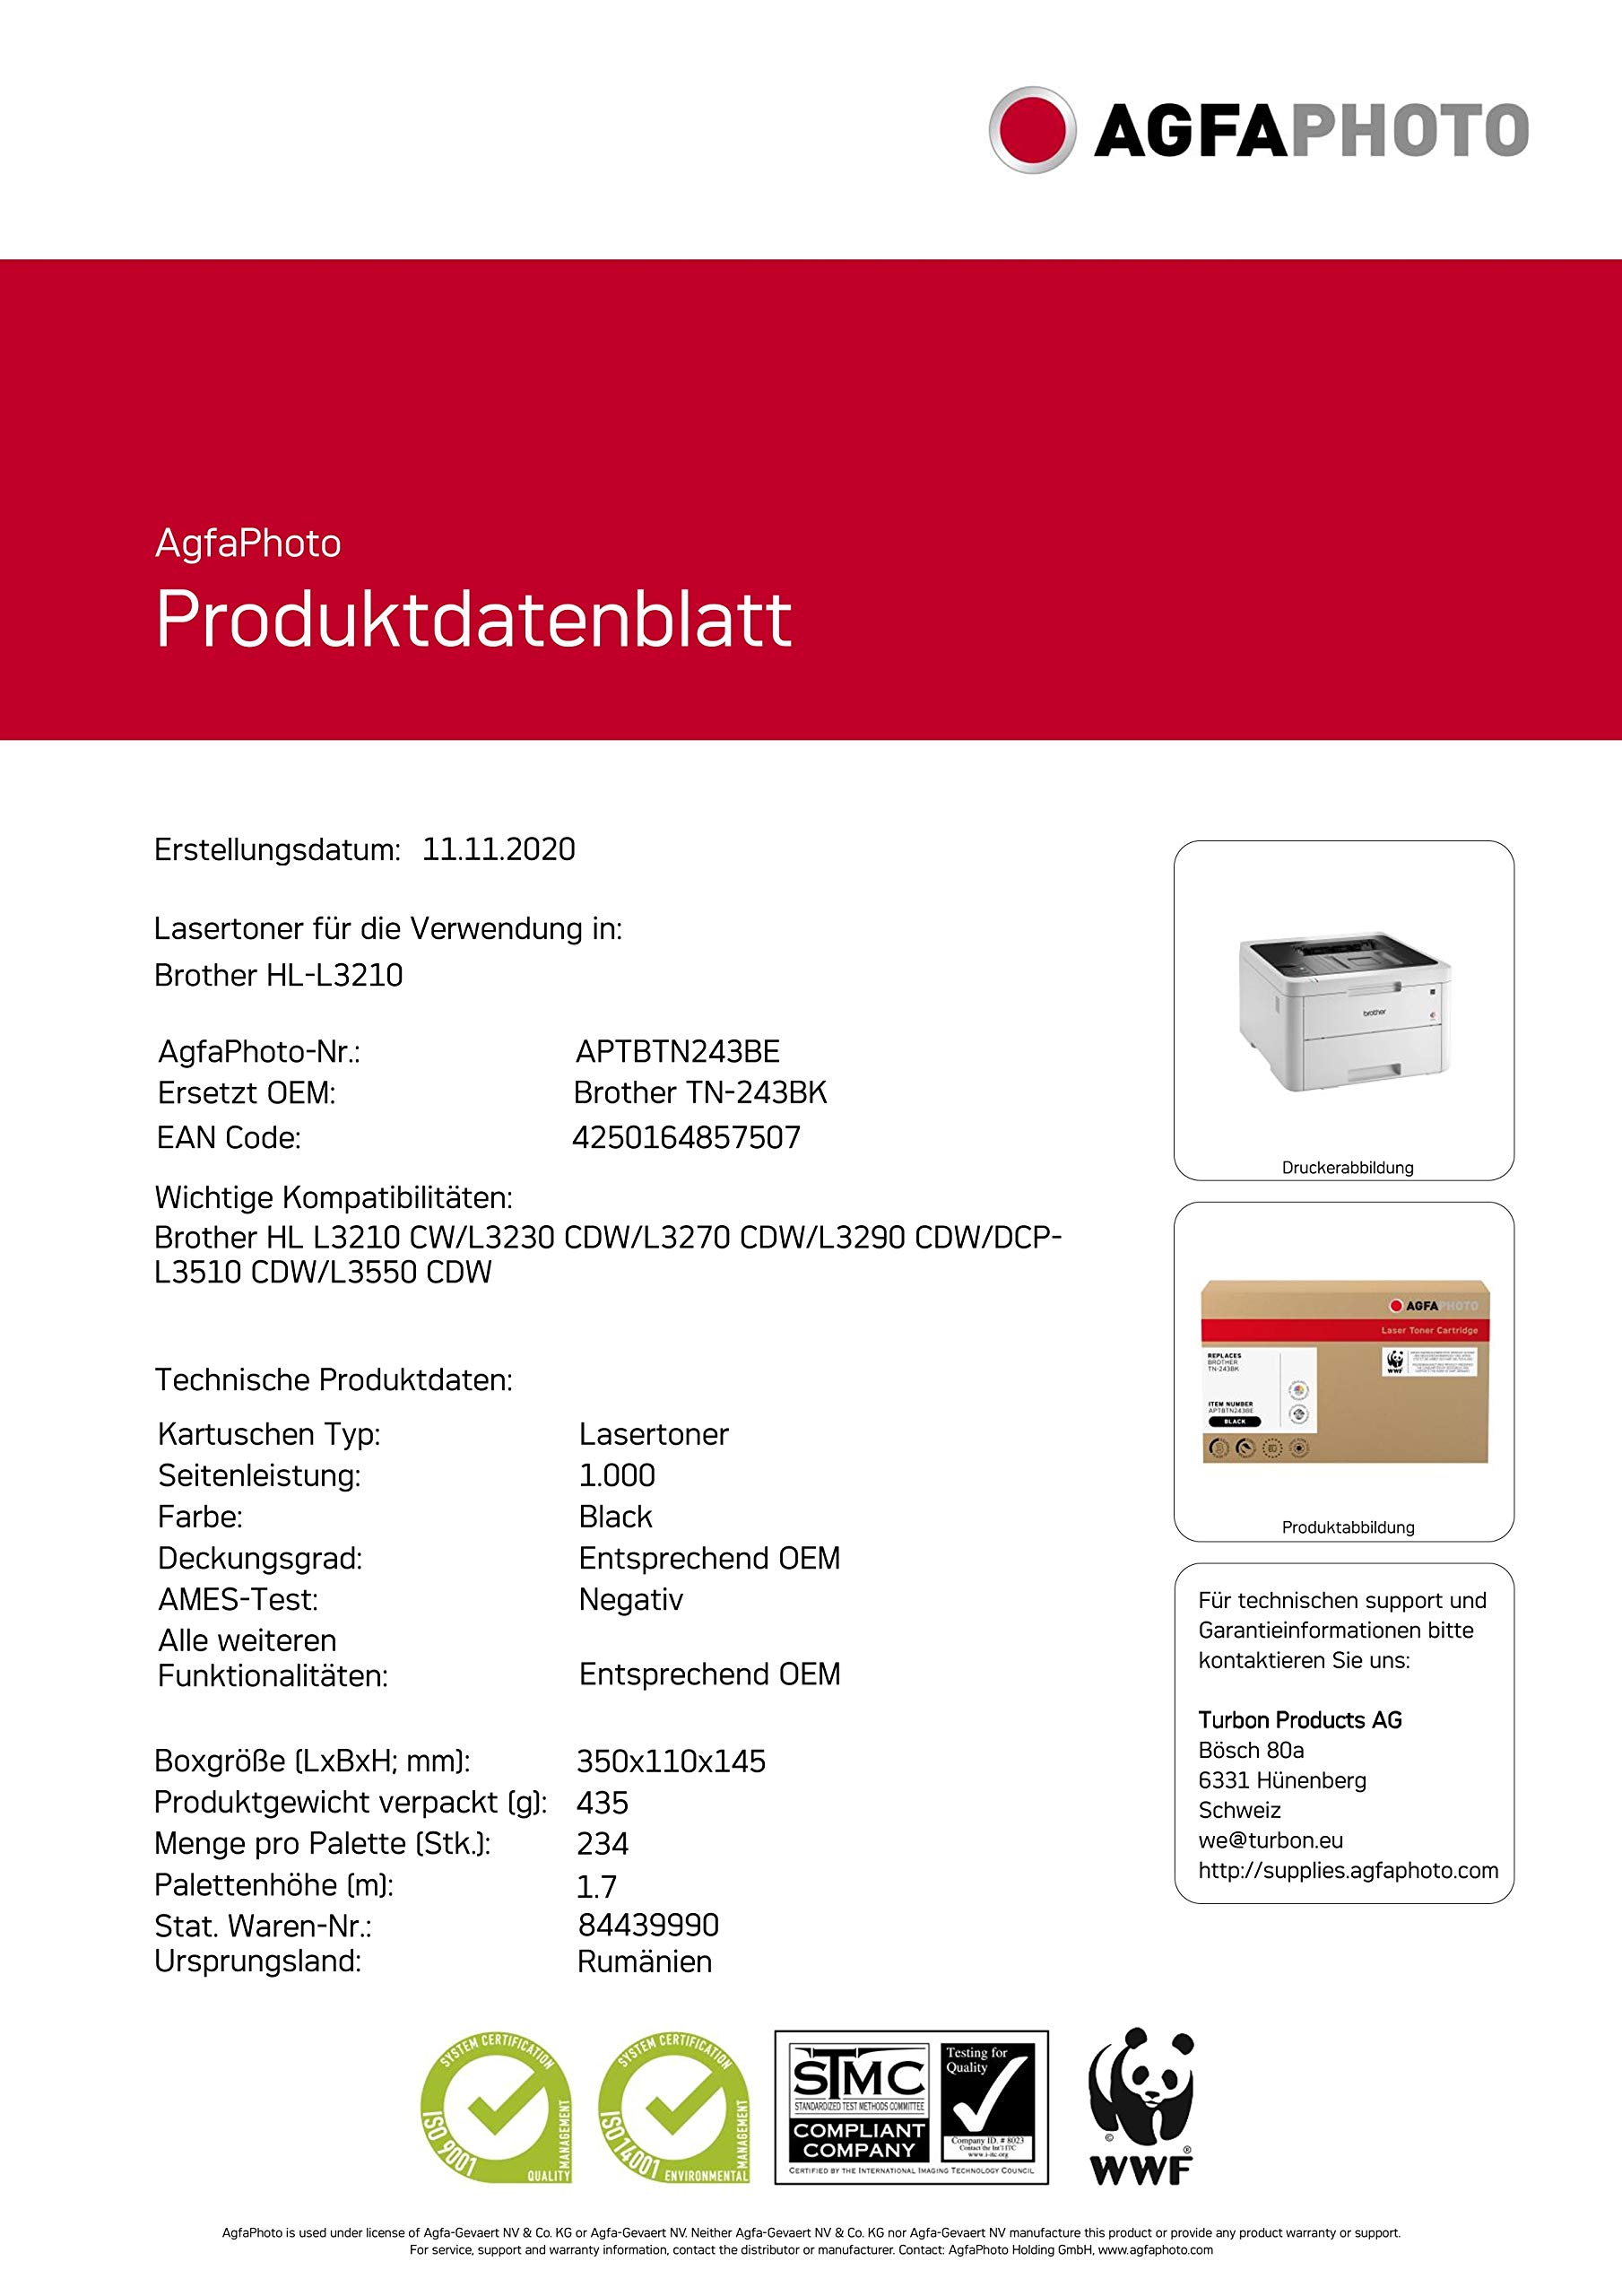 AGFAPHOTO
AgfaPhoto
Produktdatenblatt
Erstellungsdatum: 11.11.2020
Lasertoner für die Verwendung in:
Brother HL-L3210
AgfaPhoto-Nr.: APTBTN243BE
Ersetzt OEM: Brother TN-243BK
EAN Code: 4250164857507
Wichtige Kompatibilitäten:
Brother HL L3210 CW/L3230 CDW/L3270 CDW/L3290 CDW/DCP-
L3510 CDW/L3550 CDW
Technische Produktdaten:
Kartuschen Typ: Lasertoner
Seitenleistung: 1.000
Farbe: Black
Deckungsgrad: Entsprechend OEM
AMES-Test: Negativ
Alle weiteren
Funktionalitäten: Entsprechend OEM
Boxgröße (LxBxH; mm): 350x110x145
Produktgewicht verpackt (g): 435
Menge pro Palette (Stk.): 234
Palettenhöhe (m): 1.7
Stat. Waren-Nr.: 84439990
Ursprungsland: Rumänien
brother
Druckerabbildung
AGFAPHOTO
Laser Toner Cartridge
REPLACES
BROTHER
TN-243BK
WWF
ITEM NUMBER
APTBTN243BE
BLACK
Produktabbildung
Für technischen support und
Garantieinformationen bitte
kontaktieren Sie uns:
Turbon Products AG
Bösch 80a
6331 Hünenberg
Schweiz
we@turbon.eu
http://supplies.agfaphoto.com
SYSTEM CERTIFICATION
ISO 9001
QUALITY MANAGEMENT
SYSTEM CERTIFICATION
ISO 14001
ENVIRONMENTAL MANAGEMENT
STMC
STANDARDIZED TEST METHODS COMMITTEE
COMPLIANT
COMPANY
Testing for
Quality
Company ID. # 8023
Contact the Int'l ITC
www.i-itc.org
CERTIFIED BY THE INTERNATIONAL IMAGING TECHNOLOGY COUNCIL
©
®
WWF
AgfaPhoto is used under license of Agfa-Gevaert NV & Co. KG or Agfa-Gevaert NV. Neither Agfa-Gevaert NV & Co. KG nor Agfa-Gevaert NV manufacture this product or provide any product warranty or support.
For service, support and warranty information, contact the distributor or manufacturer. Contact: AgfaPhoto Holding GmbH, www.agfaphoto.com